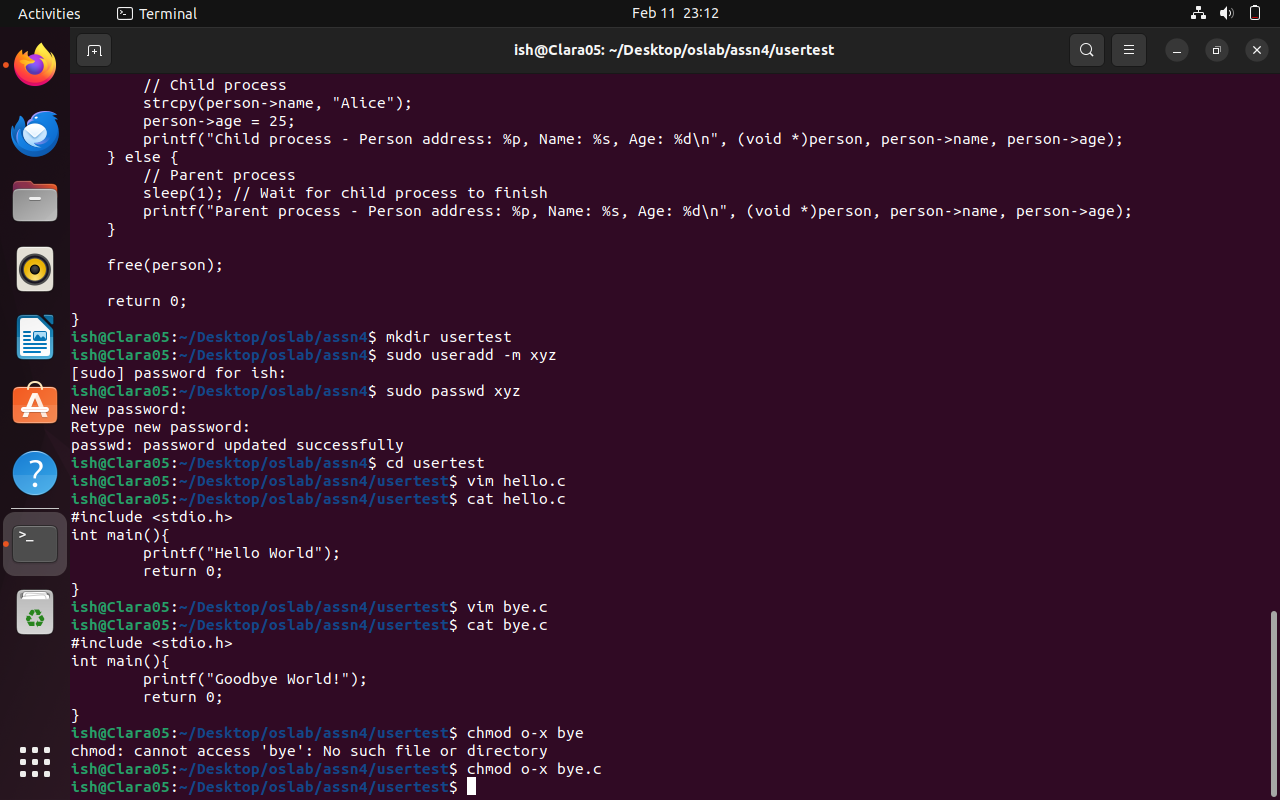 Activities Terminal Feb 11 23:12
ish@Clara05: ~/Desktop/oslab/assn4/usertest
        // Child process
        strcpy(person->name, "Alice");
        person->age = 25;
        printf("Child process - Person address: %p, Name: %s, Age: %d\n", (void *)person, person->name, person->age);
    } else {
        // Parent process
        sleep(1); // Wait for child process to finish
        printf("Parent process - Person address: %p, Name: %s, Age: %d\n", (void *)person, person->name, person->age);
    }
    free(person);
    return 0;
}
ish@Clara05:~/Desktop/oslab/assn4$ mkdir usertest
ish@Clara05:~/Desktop/oslab/assn4$ sudo useradd -m xyz
[sudo] password for ish:
ish@Clara05:~/Desktop/oslab/assn4$ sudo passwd xyz
New password:
Retype new password:
passwd: password updated successfully
ish@Clara05:~/Desktop/oslab/assn4$ cd usertest
ish@Clara05:~/Desktop/oslab/assn4/usertest$ vim hello.c
ish@Clara05:~/Desktop/oslab/assn4/usertest$ cat hello.c
#include <stdio.h>
int main(){
        printf("Hello World");
        return 0;
}
ish@Clara05:~/Desktop/oslab/assn4/usertest$ vim bye.c
ish@Clara05:~/Desktop/oslab/assn4/usertest$ cat bye.c
#include <stdio.h>
int main(){
        printf("Goodbye World!");
        return 0;
}
ish@Clara05:~/Desktop/oslab/assn4/usertest$ chmod o-x bye
chmod: cannot access 'bye': No such file or directory
ish@Clara05:~/Desktop/oslab/assn4/usertest$ chmod o-x bye.c
ish@Clara05:~/Desktop/oslab/assn4/usertest$